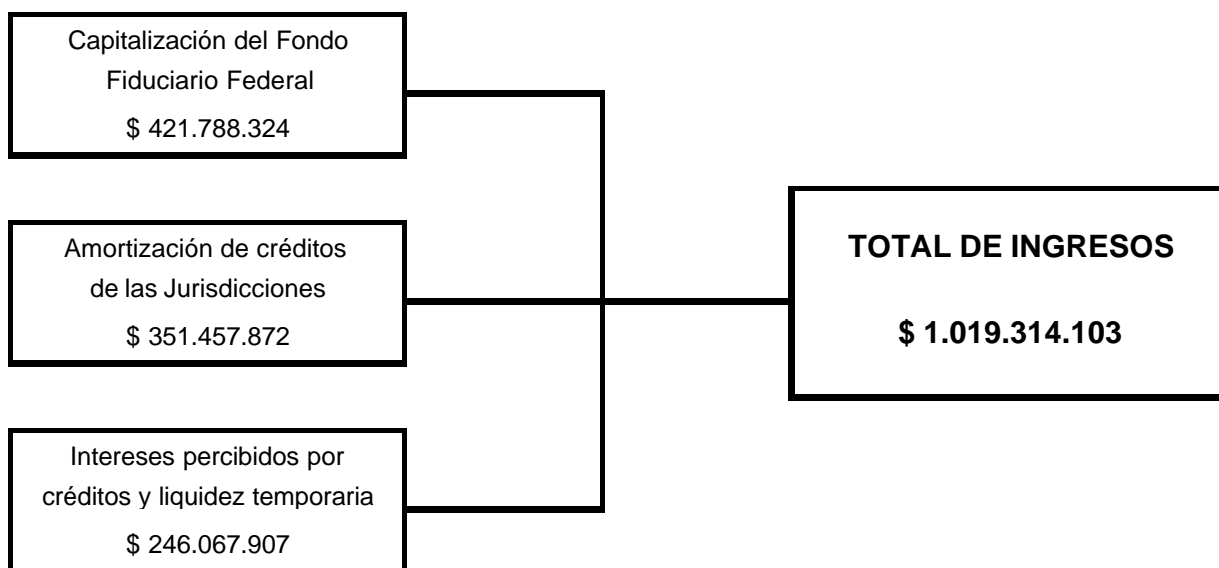 Capitalización del Fondo
Fiduciario Federal
$ 421.788.324
Amortización de créditos
de las Jurisdicciones
$ 351.457.872
Intereses percibidos por
créditos y liquidez temporaria
$ 246.067.907
TOTAL DE INGRESOS
$ 1.019.314.103